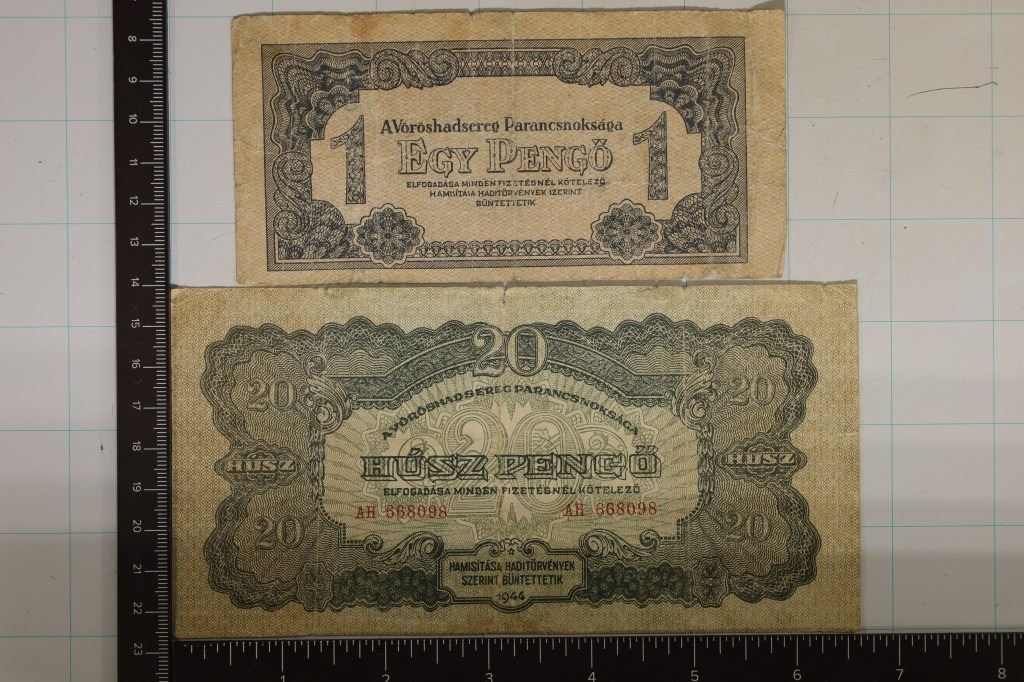 8
9
10
11
12
13
14
15
16
17
18
19
20
21
22
23
A Vöröshadsereg Parancsnoksága
1 EGY PENGŐ 1
ELFOGADÁSA MINDEN FIZETÉSNÉL KÖTELEZŐ
HAMISÍTÁSA HADITÖRVÉNYEK SZERINT
BÜNTETTETIK
20
20 20
A VÖRÖSHADSEREG PARANCSNOKSÁGA
20
HÚSZ HÚSZ PENGŐ HÚSZ
ELFOGADÁSA MINDEN FIZETÉSNÉL KÖTELEZŐ
AH 668098 AH 668098
20 20
HAMISÍTÁSA HADITÖRVÉNYEK
SZERINT BÜNTETTETIK
1944
1 2 3 4 5 6 7 8